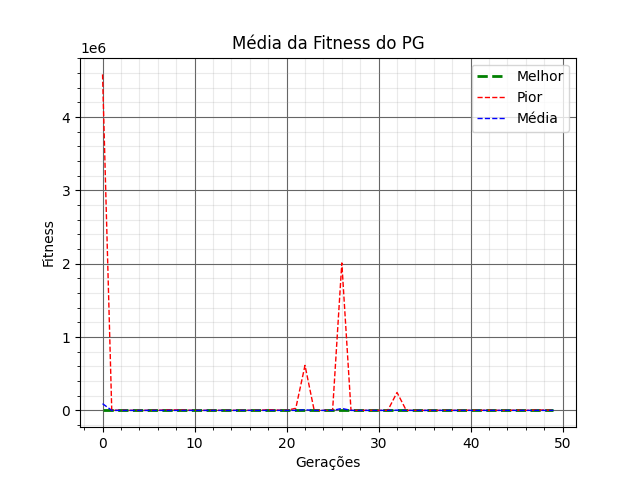 Média da Fitness do PG
1e6
Melhor
Pior
Média
4
3
2
1
0
Fitness
0 10 20 30 40 50
Gerações